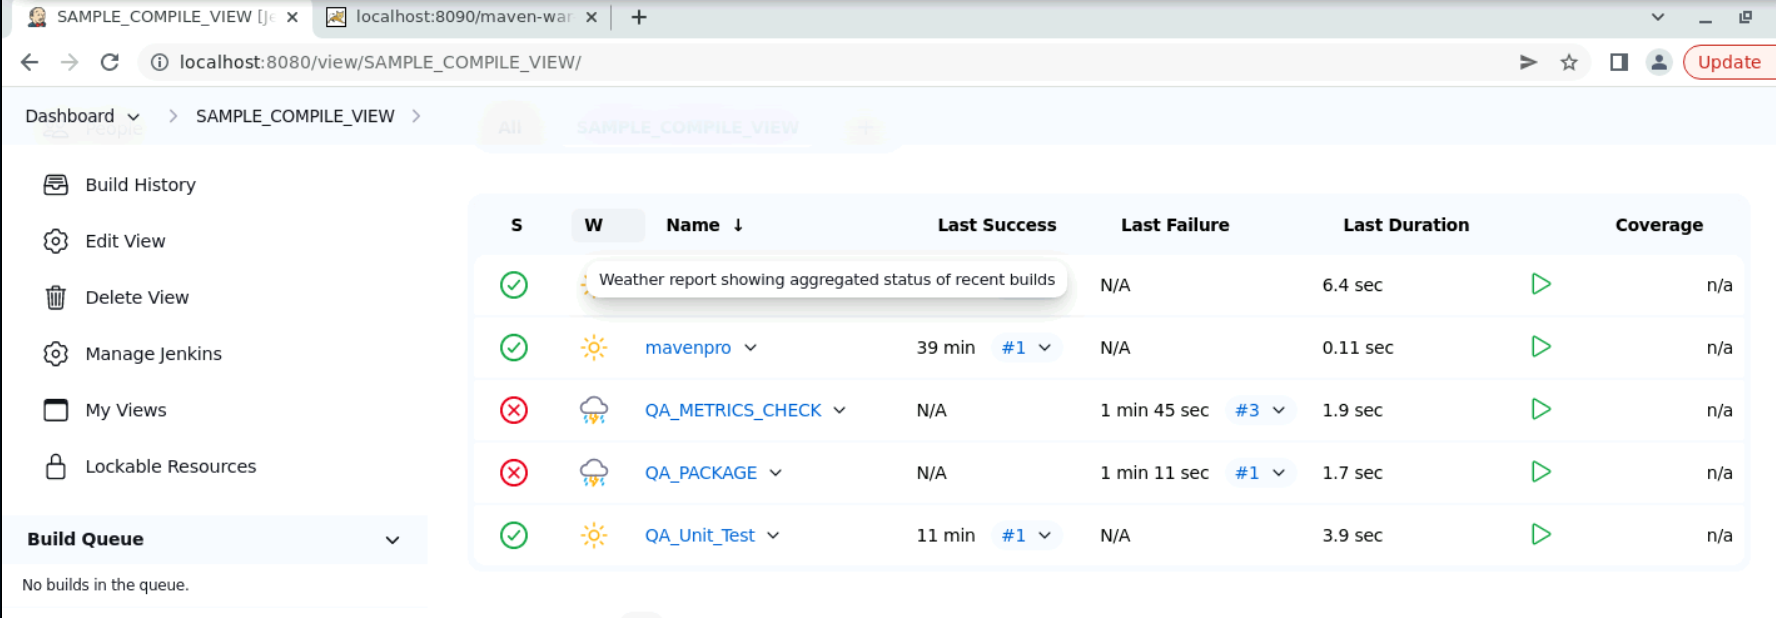 SAMPLE_COMPILE_VIEW [Je
localhost:8090/maven-war
localhost:8080/view/SAMPLE_COMPILE_VIEW/
Update
Dashboard
SAMPLE_COMPILE_VIEW
People
All
SAMPLE_COMPILE_VIEW
+
Build History
Edit View
Delete View
Manage Jenkins
My Views
Lockable Resources
Build Queue
No builds in the queue.
S W Name ↓ Last Success Last Failure Last Duration Coverage
Weather report showing aggregated status of recent builds
N/A 6.4 sec n/a
mavenpro 39 min #1 N/A 0.11 sec n/a
QA_METRICS_CHECK N/A 1 min 45 sec #3 1.9 sec n/a
QA_PACKAGE N/A 1 min 11 sec #1 1.7 sec n/a
QA_Unit_Test 11 min #1 N/A 3.9 sec n/a